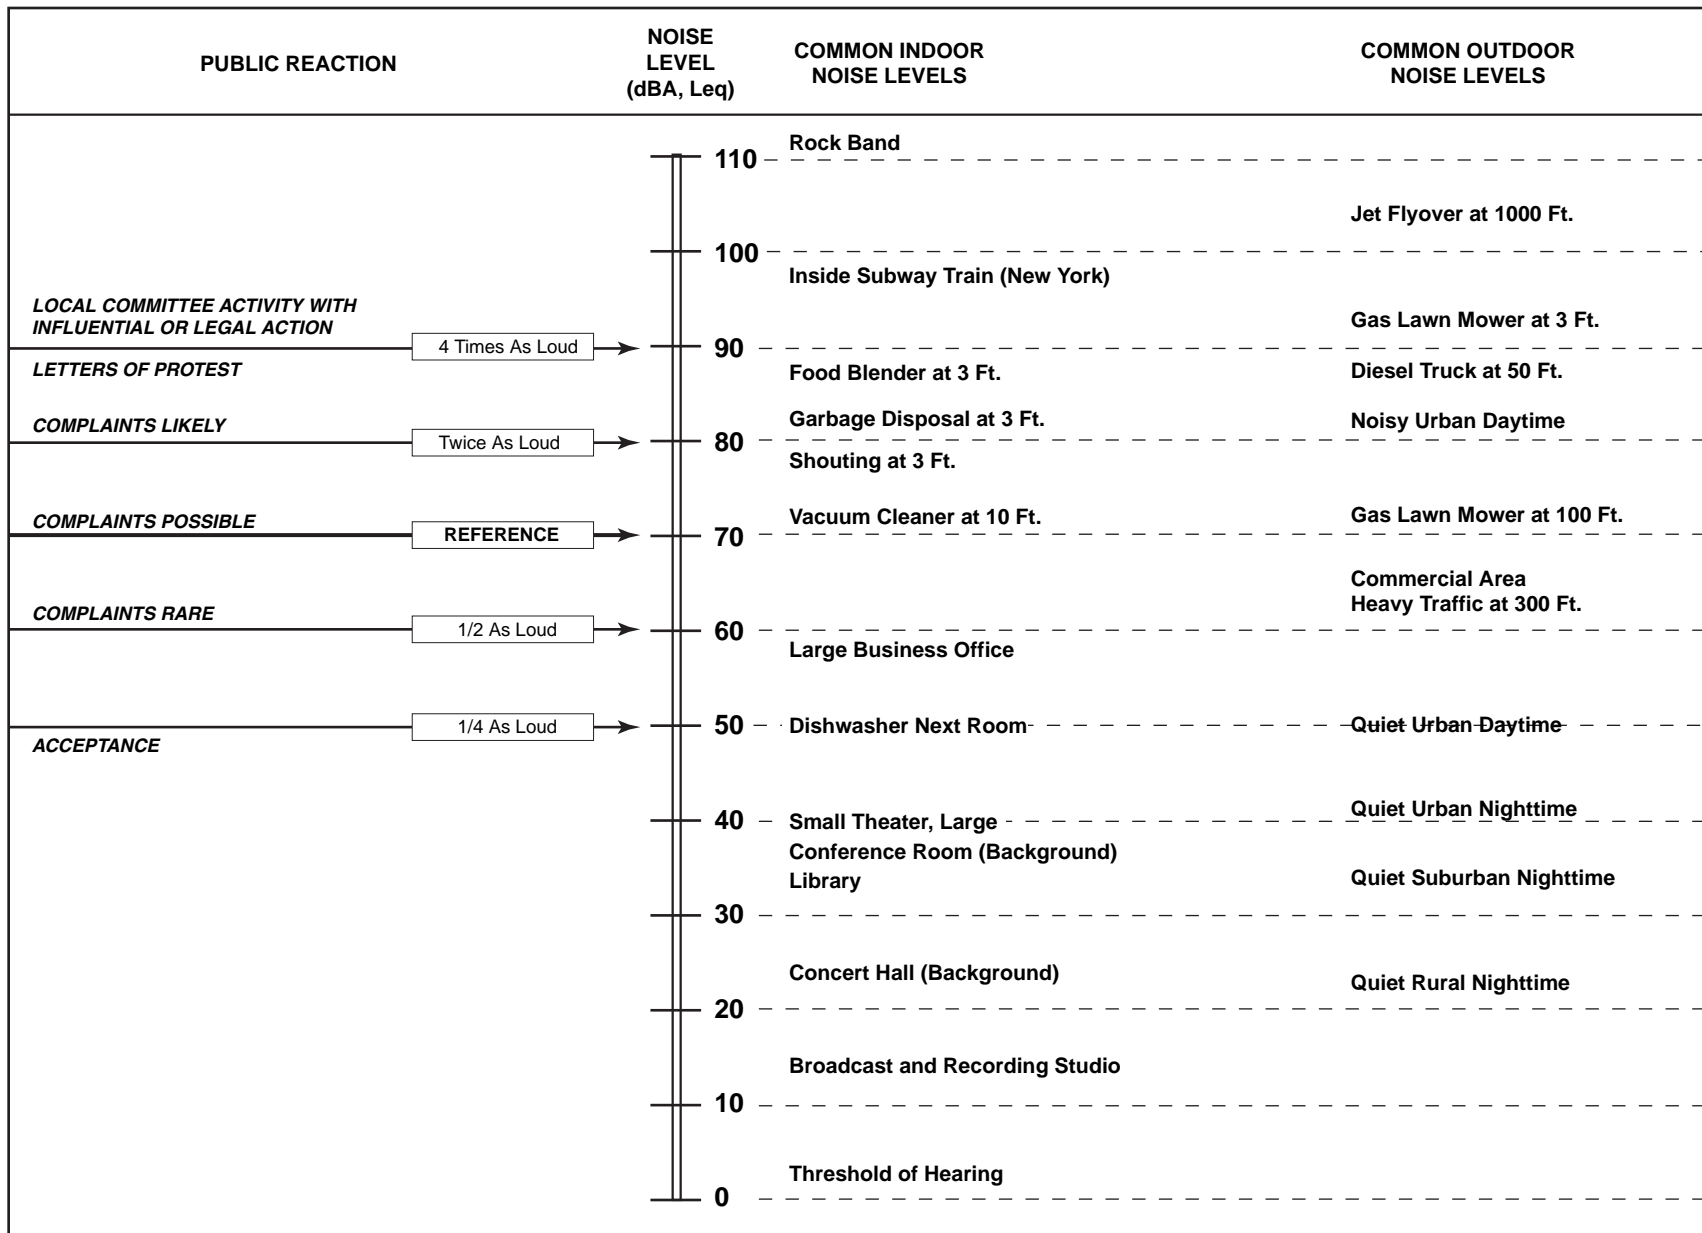 PUBLIC REACTION
NOISE
LEVEL
(dBA, Leq)
COMMON INDOOR
NOISE LEVELS
COMMON OUTDOOR
NOISE LEVELS
Rock Band
110
Jet Flyover at 1000 Ft.
100
Inside Subway Train (New York)
LOCAL COMMITTEE ACTIVITY WITH
INFLUENTIAL OR LEGAL ACTION
Gas Lawn Mower at 3 Ft.
4 Times As Loud
90
LETTERS OF PROTEST
Food Blender at 3 Ft.
Diesel Truck at 50 Ft.
COMPLAINTS LIKELY
Garbage Disposal at 3 Ft.
Noisy Urban Daytime
Twice As Loud
80
Shouting at 3 Ft.
COMPLAINTS POSSIBLE
Vacuum Cleaner at 10 Ft.
Gas Lawn Mower at 100 Ft.
REFERENCE
70
Commercial Area
Heavy Traffic at 300 Ft.
COMPLAINTS RARE
1/2 As Loud
60
Large Business Office
1/4 As Loud
50
Dishwasher Next Room
Quiet Urban Daytime
ACCEPTANCE
Quiet Urban Nighttime
40
Small Theater, Large
Conference Room (Background)
Library
Quiet Suburban Nighttime
30
Concert Hall (Background)
Quiet Rural Nighttime
20
Broadcast and Recording Studio
10
Threshold of Hearing
0